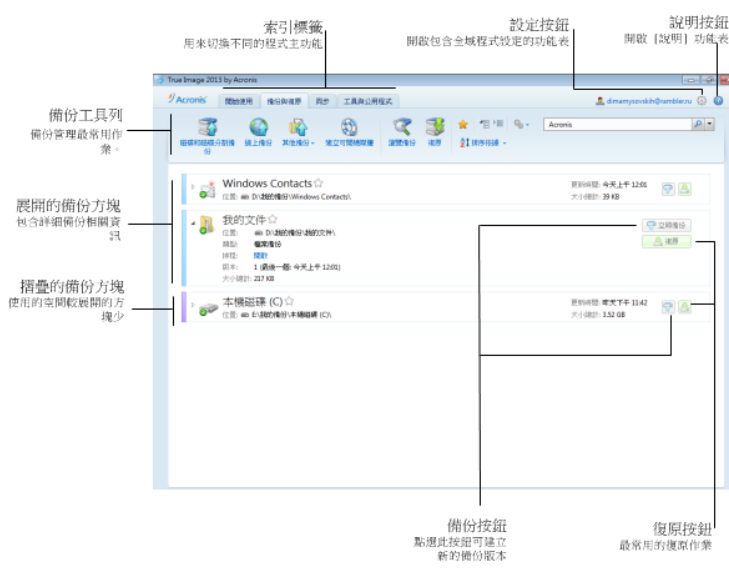 索引標籤
用來切換不同的程式主功能
設定按鈕
開啟包含全域程式設定的功能表
說明按鈕
開啟 [說明] 功能表
備份工具列
備份管理最常用作
業。
展開的備份方塊
包含詳細備份相關資
訊
摺疊的備份方塊
使用的空間較展開的方
塊少
True Image 2013 by Acronis
Acronis
開始使用
備份與復原
同步
工具與公用程式
dimamysovskih@rambler.ru
磁碟和磁碟分割備
份
線上備份
其他備份
建立可開機媒體
瀏覽備份
復原
排序依據
Acronis
Windows Contacts
位置: D:\我的備份\Windows Contacts\
更新時間: 今天上午 12:01
大小總計: 39 KB
我的文件
位置: D:\我的備份\我的文件\
類型: 檔案備份
排程: 關閉
版本: 1 (最後一個: 今天上午 12:01)
大小總計: 217 KB
立即備份
復原
本機磁碟 (C)
位置: E:\我的備份\本機磁碟 (C)\
更新時間: 昨天下午 11:42
大小總計: 3.52 GB
備份按鈕
點選此按鈕可建立
新的備份版本
復原按鈕
最常用的復原作業